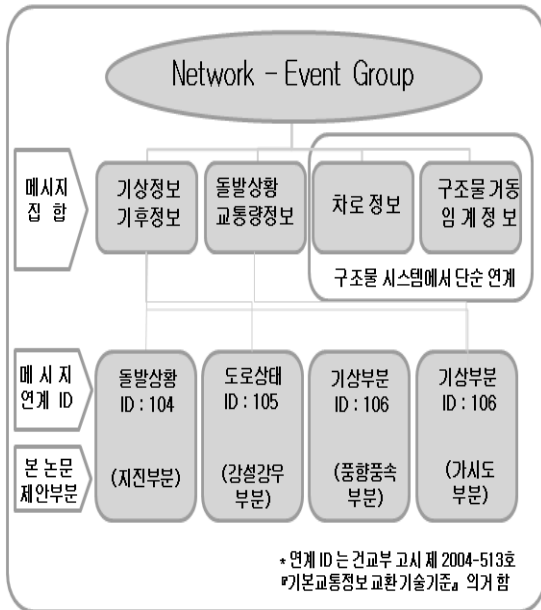 Network - Event Group
메시지
집 합
기상정보
기후정보
돌발상황
교통량정보
차로 정보
구조물 거동
임 계 정 보
구조물 시스템에서 단순 연계
메 시 지
연계 ID
돌발상황
ID : 104
도로상태
ID : 105
기상부분
ID : 106
기상부분
ID : 106
본 논문
제안부분
(지진부분)
(강설강우
부분)
(풍향풍속
부분)
(가시도
부분)
* 연계 ID 는 건교부 고시 제 2004-513호
『기본교통정보 교환 기술기준』 의거 함